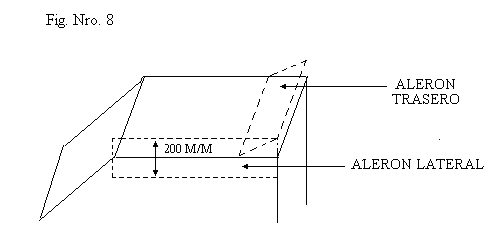 Fig. Nro. 8
ALERON
TRASERO
200 M/M
ALERON LATERAL